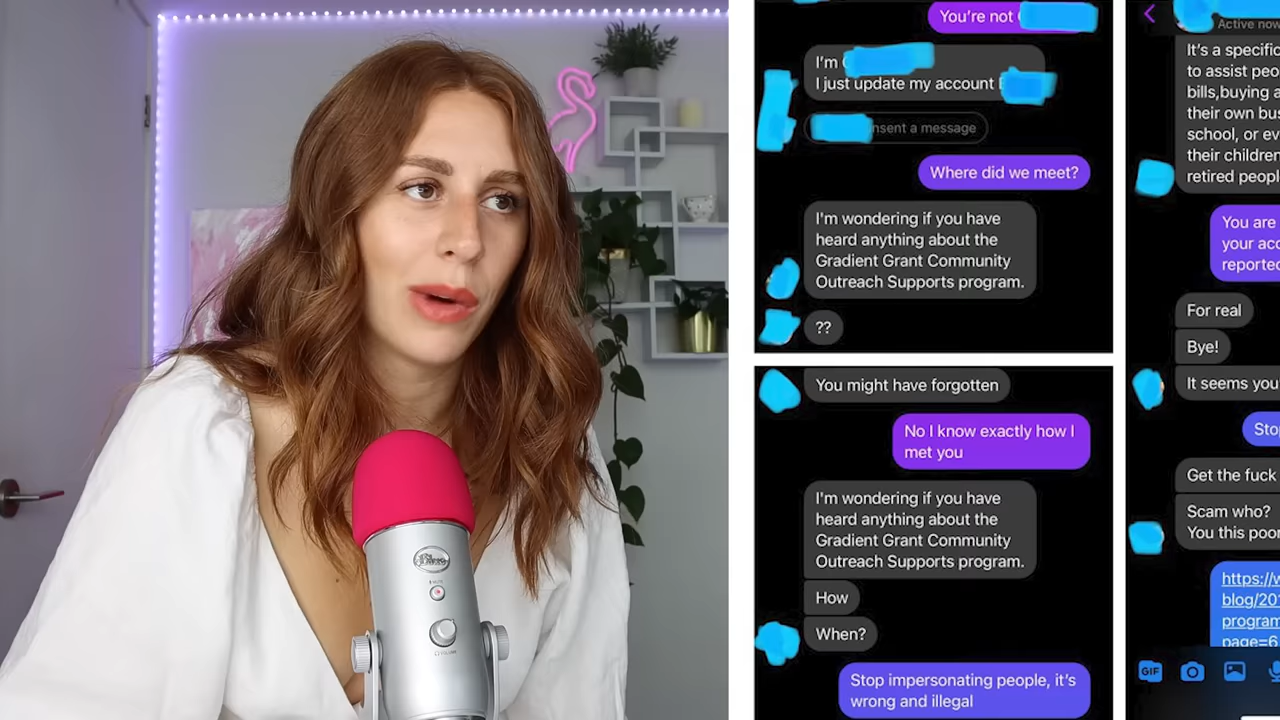 You're not
I'm
I just update my account
unsent a message
Where did we meet?
I'm wondering if you have
heard anything about the
Gradient Grant Community
Outreach Supports program.
??
You might have forgotten
No I know exactly how I
met you
I'm wondering if you have
heard anything about the
Gradient Grant Community
Outreach Supports program.
How
When?
Stop impersonating people, it's
wrong and illegal
Active now
It's a specific
to assist peo
bills,buying a
their own bus
school, or ev
their children
retired peopl
You are
your acc
reported
For real
Bye!
It seems you
Sto
Get the fuck
Scam who?
You this poor
https://w
blog/20
program
page=6
GIF
Blue